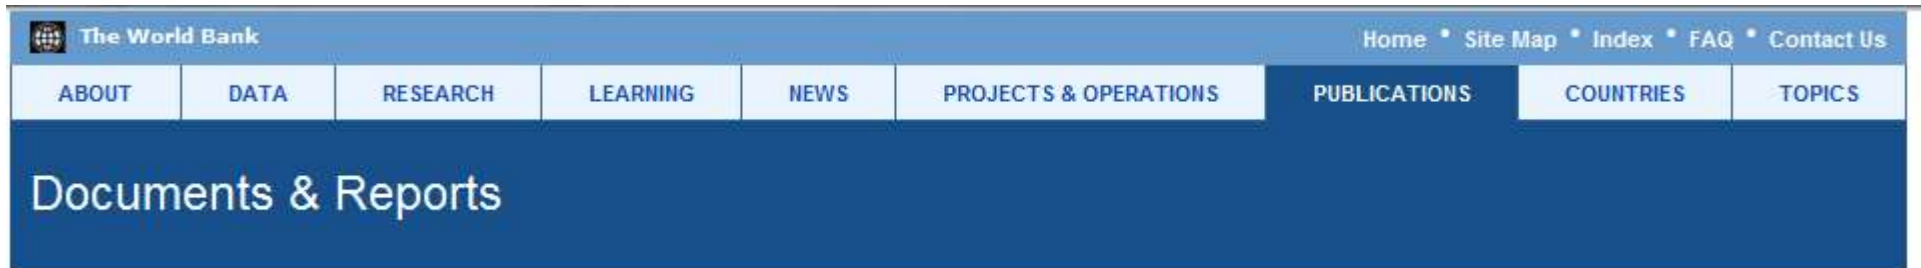 The World Bank Home • Site Map • Index • FAQ • Contact Us
ABOUT DATA RESEARCH LEARNING NEWS PROJECTS & OPERATIONS PUBLICATIONS COUNTRIES TOPICS
Documents & Reports